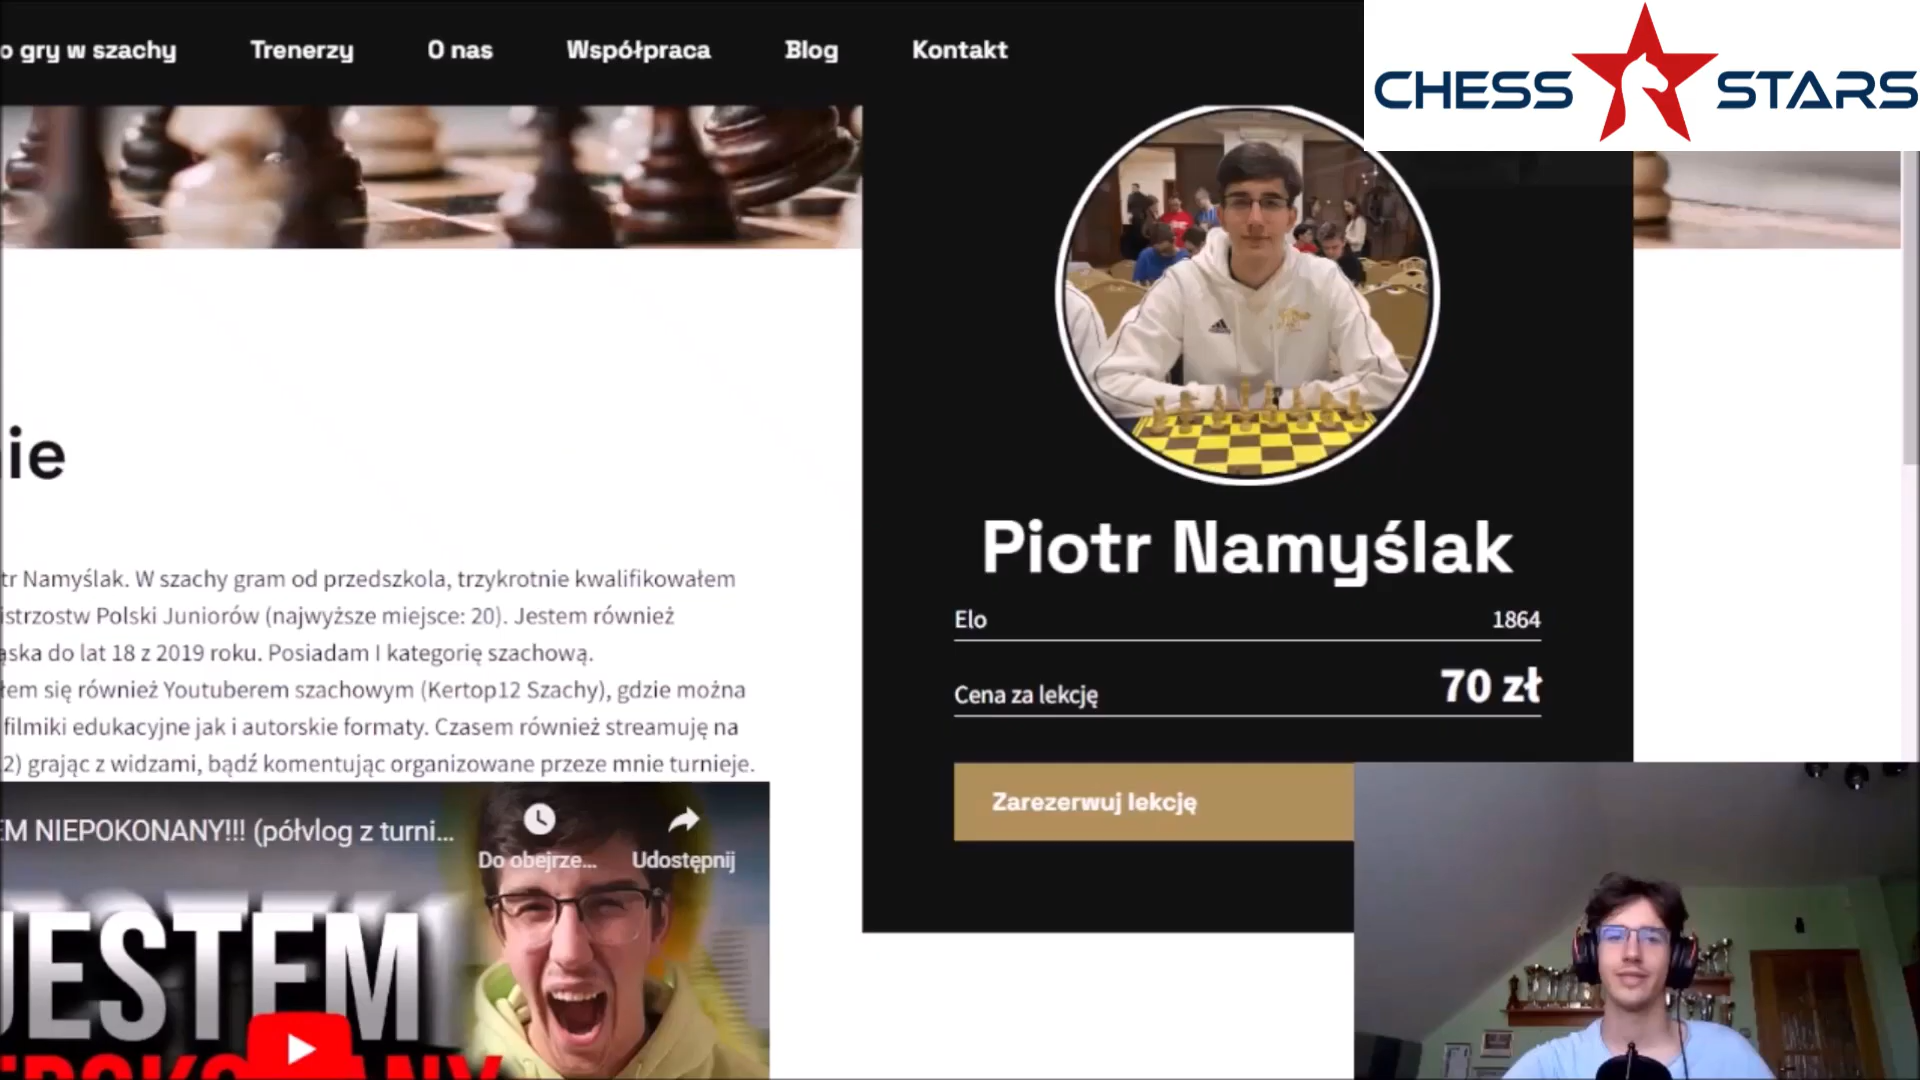 o gry w szachy
Trenerzy
O nas
Współpraca
Blog
Kontakt
CHESS STARS
nie
tr Namyślak. W szachy gram od przedszkola, trzykrotnie kwalifikowałem
istrzostw Polski Juniorów (najwyższe miejsce: 20). Jestem również
ąska do lat 18 z 2019 roku. Posiadam I kategorię szachową.
łem się również Youtuberem szachowym (Kertop12 Szachy), gdzie można
filmiki edukacyjne jak i autorskie formaty. Czasem również streamuję na
2) grając z widzami, bądź komentując organizowane przeze mnie turnieje.
EM NIEPOKONANY!!! (półvlog z turni...
Do obejrze...
Udostępnij
JESTEM
Piotr Namyślak
Elo 1864
Cena za lekcję 70 zł
Zarezerwuj lekcję